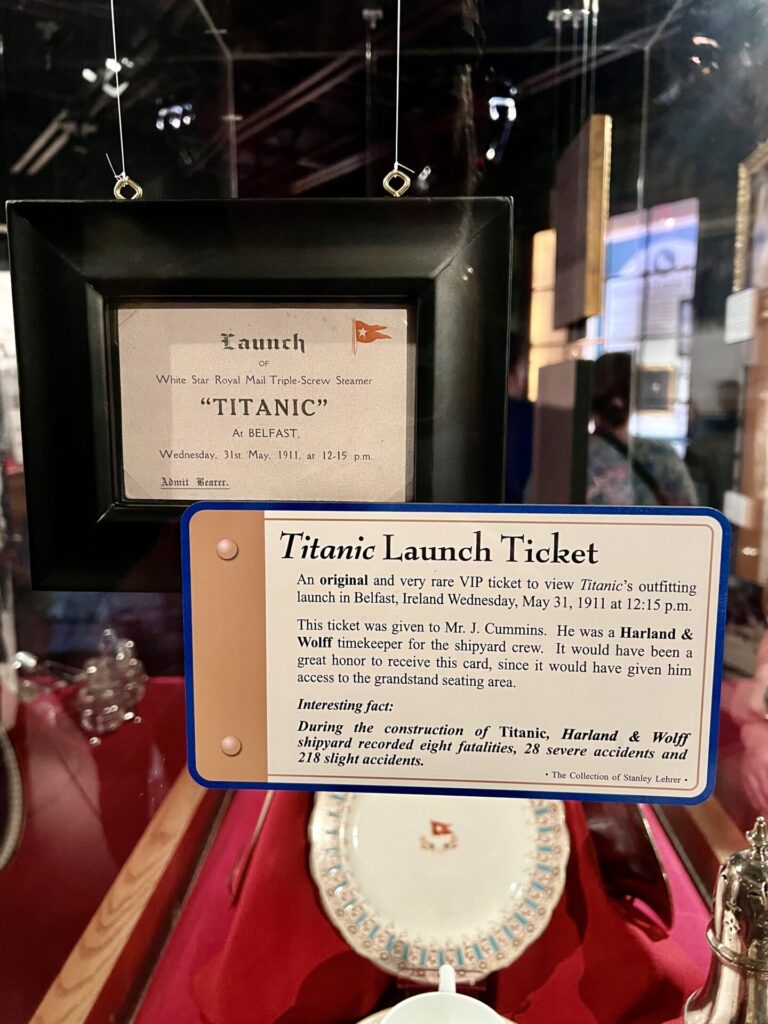 Launch
OF
White Star Royal Mail Triple-Screw Steamer
"TITANIC"
At BELFAST,
Wednesday, 31st May, 1911, at 12-15 p.m.
Admit Bearer.
Titanic Launch Ticket
An original and very rare VIP ticket to view Titanic's outfitting
launch in Belfast, Ireland Wednesday, May 31, 1911 at 12:15 p.m.
This ticket was given to Mr. J. Cummins. He was a Harland &
Wolff timekeeper for the shipyard crew. It would have been a
great honor to receive this card, since it would have given him
access to the grandstand seating area.
Interesting fact:
During the construction of Titanic, Harland & Wolff
shipyard recorded eight fatalities, 28 severe accidents and
218 slight accidents.
• The Collection of Stanley Lehrer •